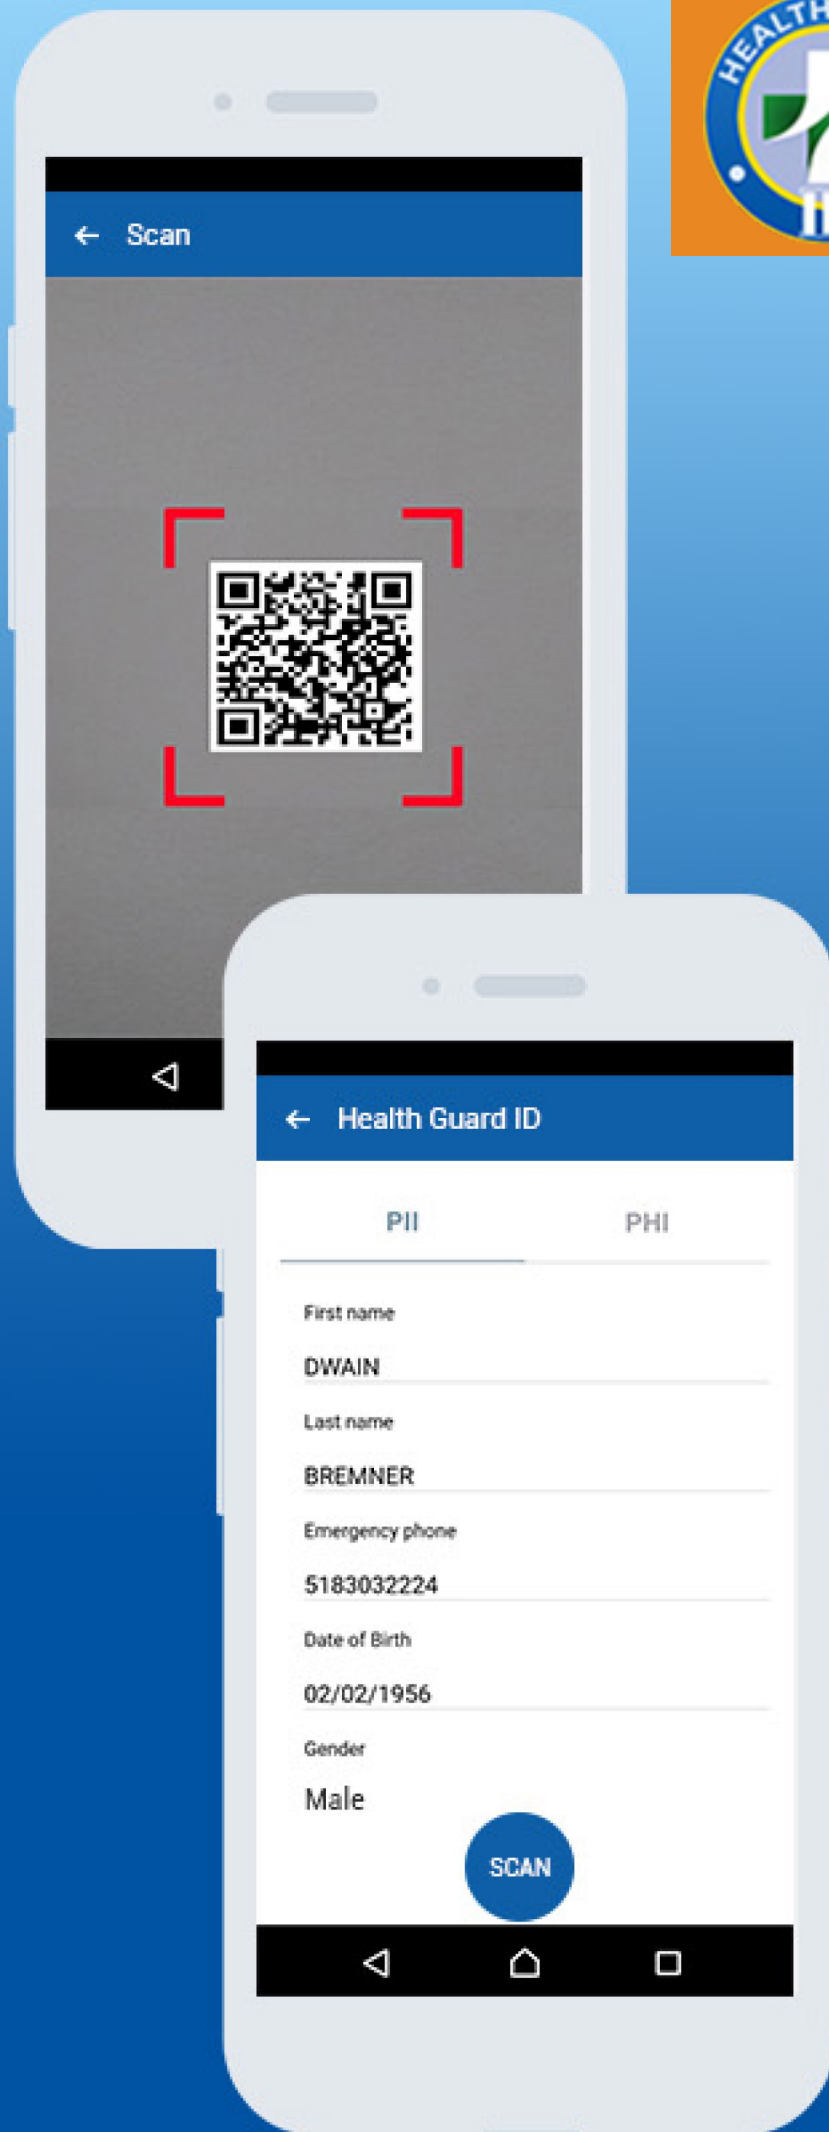 HEALTH
← Scan
← Health Guard ID
PII PHI
First name
DWAIN
Last name
BREMNER
Emergency phone
5183032224
Date of Birth
02/02/1956
Gender
Male
SCAN